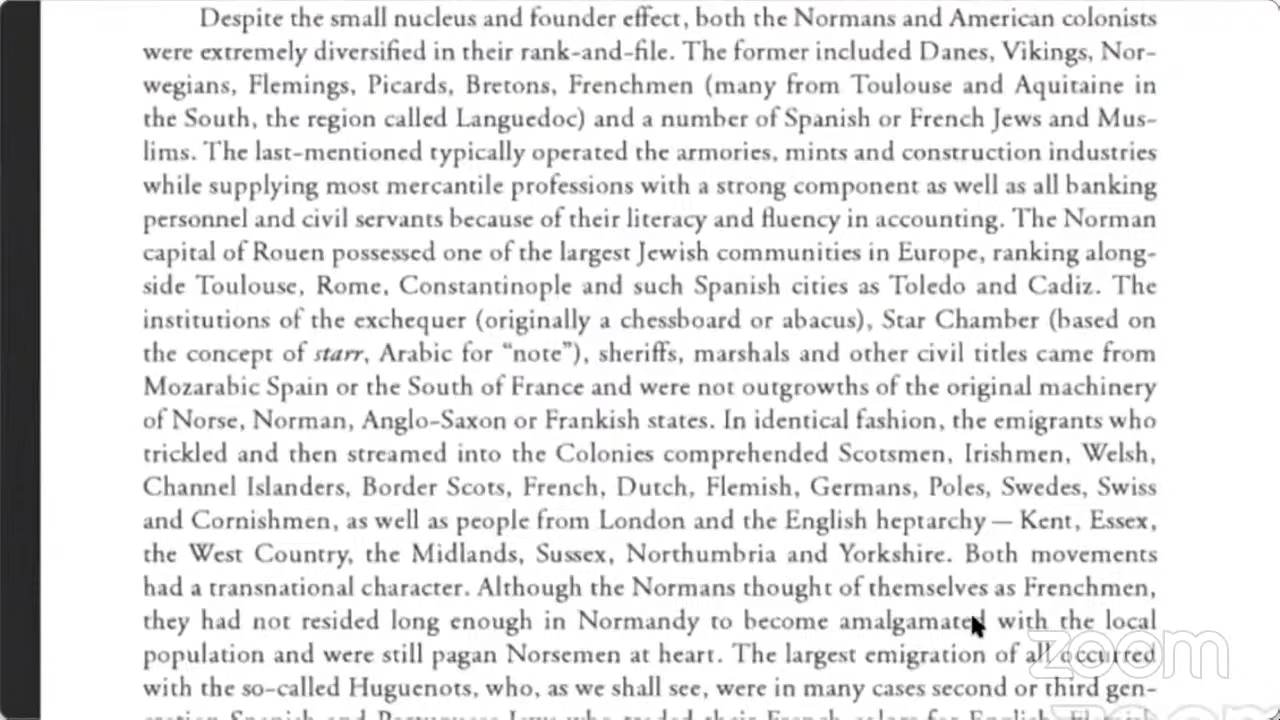 Despite the small nucleus and founder effect, both the Normans and American colonists
were extremely diversified in their rank-and-file. The former included Danes, Vikings, Nor-
wegians, Flemings, Picards, Bretons, Frenchmen (many from Toulouse and Aquitaine in
the South, the region called Languedoc) and a number of Spanish or French Jews and Mus-
lims. The last-mentioned typically operated the armories, mints and construction industries
while supplying most mercantile professions with a strong component as well as all banking
personnel and civil servants because of their literacy and fluency in accounting. The Norman
capital of Rouen possessed one of the largest Jewish communities in Europe, ranking along-
side Toulouse, Rome, Constantinople and such Spanish cities as Toledo and Cadiz. The
institutions of the exchequer (originally a chessboard or abacus), Star Chamber (based on
the concept of starr, Arabic for “note”), sheriffs, marshals and other civil titles came from
Mozarabic Spain or the South of France and were not outgrowths of the original machinery
of Norse, Norman, Anglo-Saxon or Frankish states. In identical fashion, the emigrants who
trickled and then streamed into the Colonies comprehended Scotsmen, Irishmen, Welsh,
Channel Islanders, Border Scots, French, Dutch, Flemish, Germans, Poles, Swedes, Swiss
and Cornishmen, as well as people from London and the English heptarchy — Kent, Essex,
the West Country, the Midlands, Sussex, Northumbria and Yorkshire. Both movements
had a transnational character. Although the Normans thought of themselves as Frenchmen,
they had not resided long enough in Normandy to become amalgamated with the local
population and were still pagan Norsemen at heart. The largest emigration of all occurred
with the so-called Huguenots, who, as we shall see, were in many cases second or third gen-
zoom